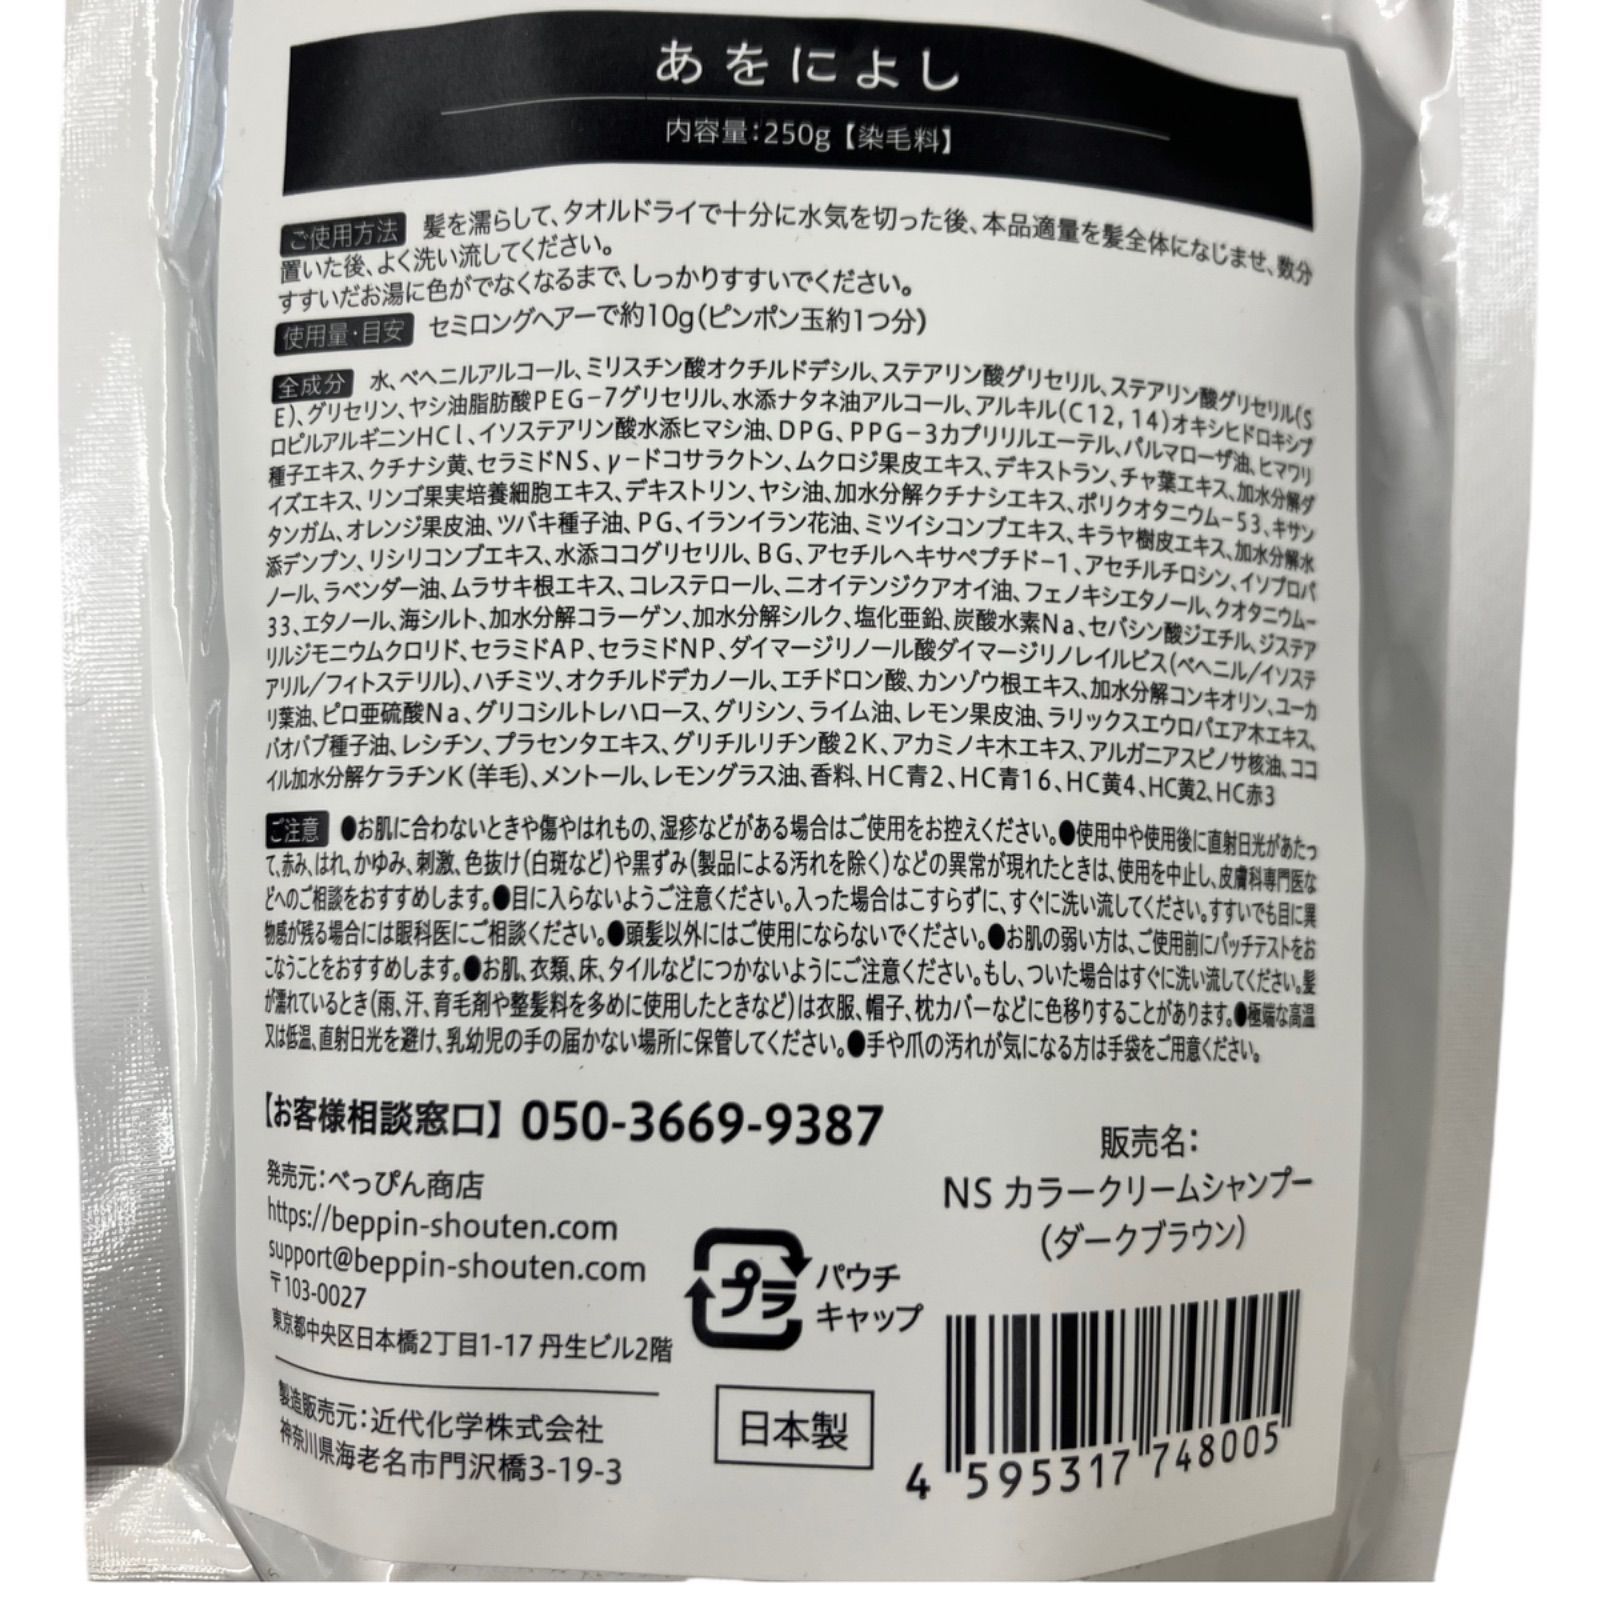 あをによし
内容量:250g【染毛料】
ご使用方法 髪を濡らして、タオルドライで十分に水気を切った後、本品適量を髪全体になじませ、数分
置いた後、よく洗い流してください。
すすいだお湯に色がでなくなるまで、しっかりすすいでください。
使用量・目安 セミロングヘアーで約10g(ピンポン玉約1つ分)
全成分 水、ベヘニルアルコール、ミリスチン酸オクチルドデシル、ステアリン酸グリセリル、ステアリン酸グリセリル(S
E)、グリセリン、ヤシ油脂肪酸PEG-7グリセリル、水添ナタネ油アルコール、アルキル(C12,14)オキシヒドロキシプ
ロピルアルギニンHCl、イソステアリン酸水添ヒマシ油、DPG、PPG-3カプリリルエーテル、パルマローザ油、ヒマワリ
種子エキス、クチナシ黄、セラミドNS、γ-ドコサラクトン、ムクロジ果皮エキス、デキストラン、チャ葉エキス、加水分解ダ
イズエキス、リンゴ果実培養細胞エキス、デキストリン、ヤシ油、加水分解クチナシエキス、ポリクオタニウム-53、キサン
タンガム、オレンジ果皮油、ツバキ種子油、PG、イランイラン花油、ミツイシコンブエキス、キラヤ樹皮エキス、加水分解水
添デンプン、リシリコンブエキス、水添ココグリセリル、BG、アセチルヘキサペプチド-1、アセチルチロシン、イソプロパ
ノール、ラベンダー油、ムラサキ根エキス、コレステロール、ニオイテンジクアオイ油、フェノキシエタノール、クオタニウム-
33、エタノール、海シルト、加水分解コラーゲン、加水分解シルク、塩化亜鉛、炭酸水素Na、セバシン酸ジエチル、ジステア
リルジモニウムクロリド、セラミドAP、セラミドNP、ダイマージリノール酸ダイマージリノレイルビス(ベヘニル/イソステ
アリル/フィトステリル)、ハチミツ、オクチルドデカノール、エチドロン酸、カンゾウ根エキス、加水分解コンキオリン、ユーカ
リ葉油、ピロ亜硫酸Na、グリコシルトレハロース、グリシン、ライム油、レモン果皮油、ラリックスエウロパエア木エキス、
バオバブ種子油、レシチン、プラセンタエキス、グリチルリチン酸2K、アカミノキ木エキス、アルガニアスピノサ核油、ココ
イル加水分解ケラチンK(羊毛)、メントール、レモングラス油、香料、HC青2、HC青16、HC黄4、HC黄2、HC赤3
ご注意 ●お肌に合わないときや傷やはれもの、湿疹などがある場合はご使用をお控えください。●使用中や使用後に直射日光があたっ
て、赤み、はれ、かゆみ、刺激、色抜け(白斑など)や黒ずみ(製品による汚れを除く)などの異常が現れたときは、使用を中止し、皮膚科専門医な
どへのご相談をおすすめします。●目に入らないようご注意ください。入った場合はこすらずに、すぐに洗い流してください。すすいでも目に異
物感が残る場合には眼科医にご相談ください。●頭髪以外にはご使用にならないでください。●お肌の弱い方は、ご使用前にパッチテストをお
こなうことをおすすめします。●お肌、衣類、床、タイルなどにつかないようにご注意ください。もし、ついた場合はすぐに洗い流してください。髪
が濡れているとき(雨、汗、育毛剤や整髪料を多めに使用したときなど)は衣服、帽子、枕カバーなどに色移りすることがあります。●極端な高温
又は低温、直射日光を避け、乳幼児の手の届かない場所に保管してください。●手や爪の汚れが気になる方は手袋をご用意ください。
【お客様相談窓口】050-3669-9387
発売元:べっぴん商店
https://beppin-shouten.com
support@beppin-shouten.com
〒103-0027
東京都中央区日本橋2丁目1-17 丹生ビル2階
製造販売元:近代化学株式会社
神奈川県海老名市門沢橋3-19-3
プラ
パウチ
キャップ
日本製
販売名:
NS カラークリームシャンプー
(ダークブラウン)
4 595317 748005